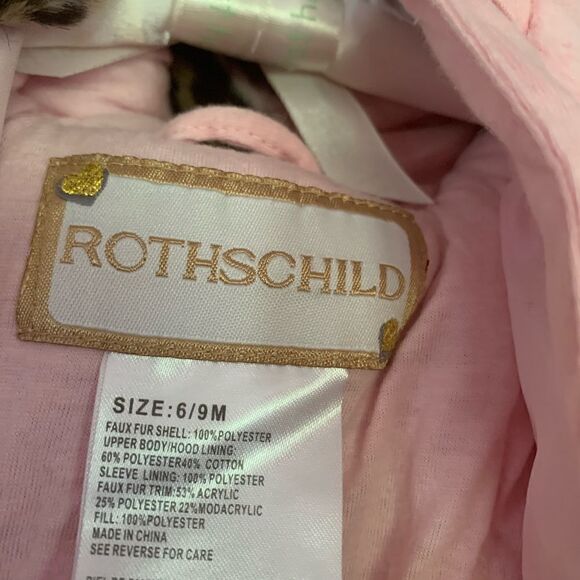 ROTHSCHILD
SIZE:6/9M
FAUX FUR SHELL: 100%POLYESTER
UPPER BODY/HOOD LINING:
60% POLYESTER40% COTTON
SLEEVE LINING: 100% POLYESTER
FAUX FUR TRIM:53% ACRYLIC
25% POLYESTER 22%MODACRYLIC
FILL: 100%POLYESTER
MADE IN CHINA
SEE REVERSE FOR CARE